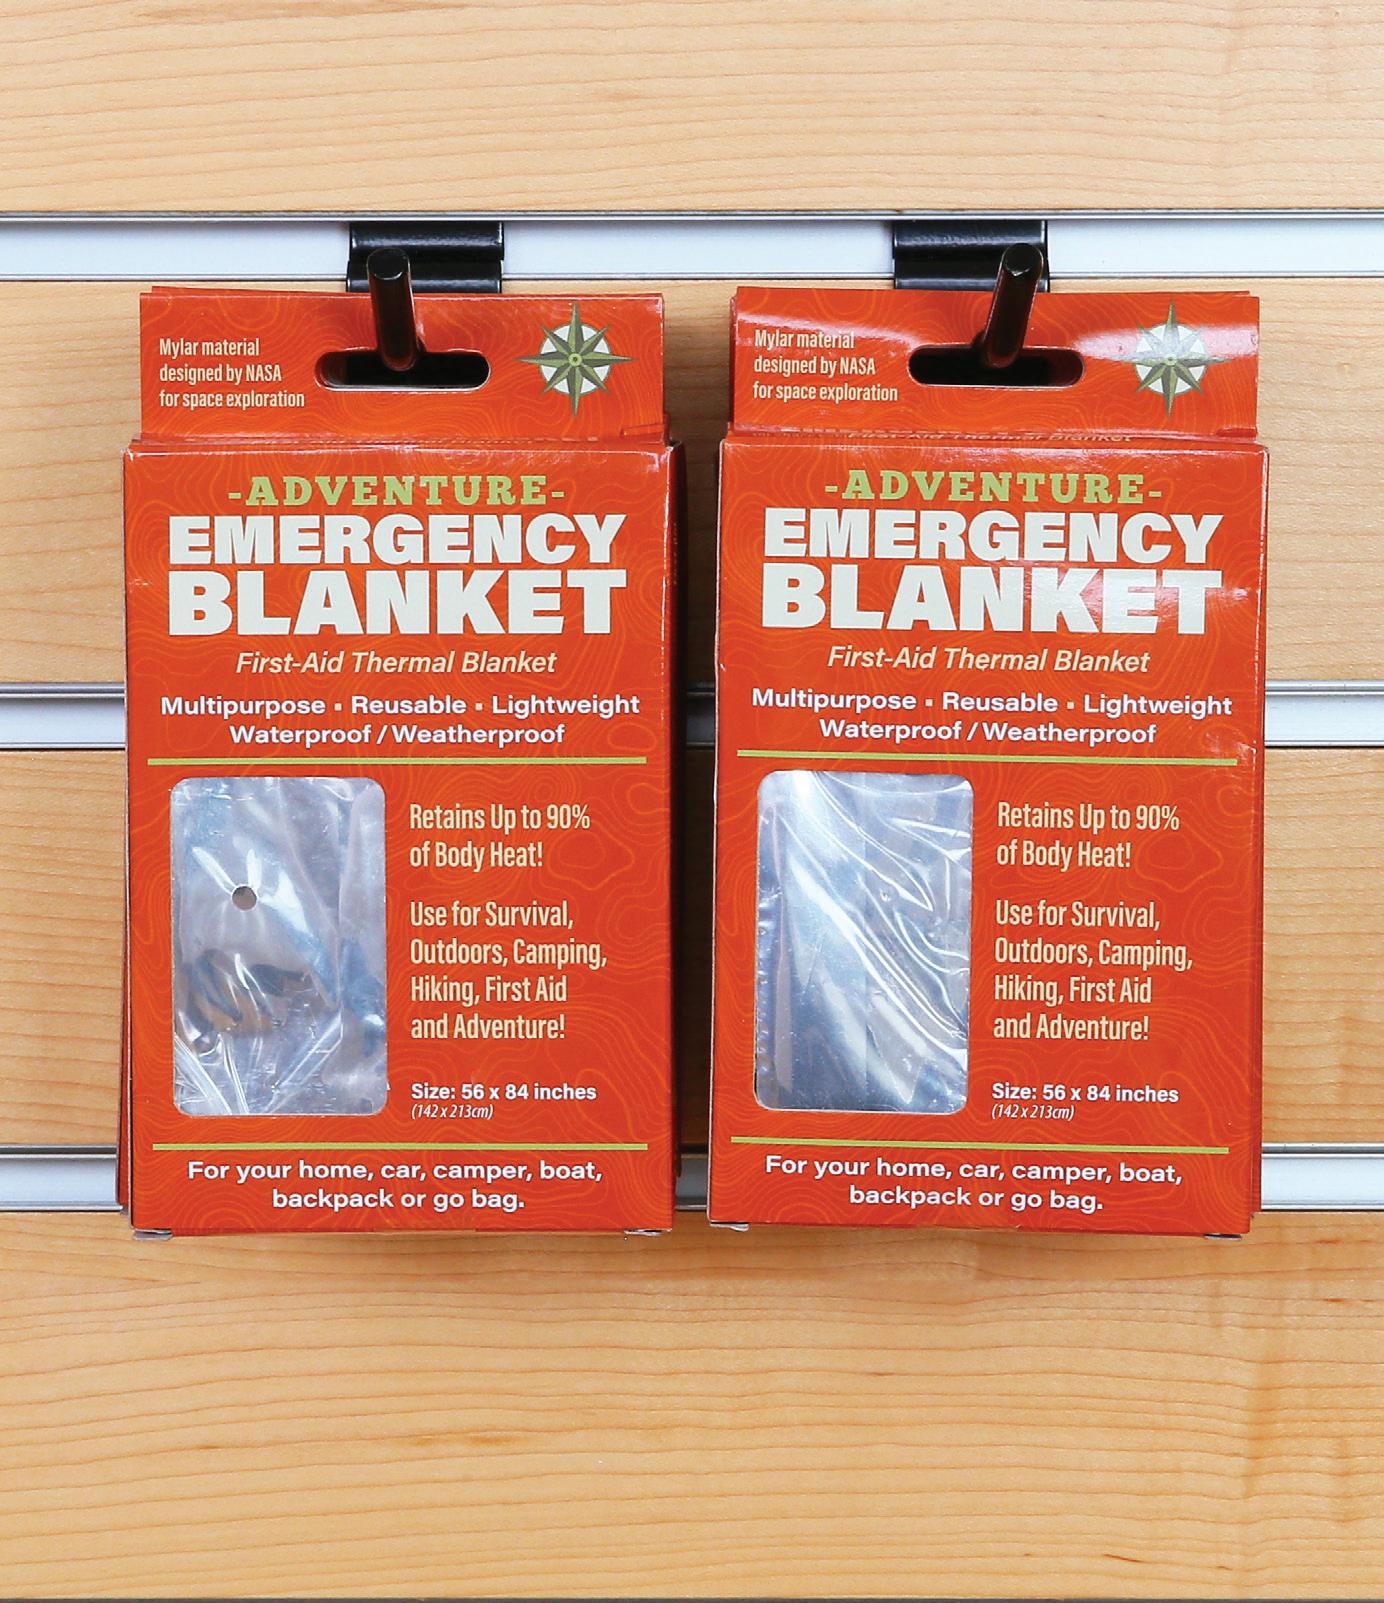 Mylar material
designed by NASA
for space exploration
-ADVENTURE-
EMERGENCY
BLANKET
First-Aid Thermal Blanket
Multipurpose ▪ Reusable ▪ Lightweight
Waterproof / Weatherproof
Retains Up to 90%
of Body Heat!
Use for Survival,
Outdoors, Camping,
Hiking, First Aid
and Adventure!
Size: 56 x 84 inches
(142 x 213cm)
For your home, car, camper, boat,
backpack or go bag.
Mylar material
designed by NASA
for space exploration
First-Aid Thermal Blanket
-ADVENTURE-
EMERGENCY
BLANKET
First-Aid Thermal Blanket
Multipurpose ▪ Reusable ▪ Lightweight
Waterproof / Weatherproof
Retains Up to 90%
of Body Heat!
Use for Survival,
Outdoors, Camping,
Hiking, First Aid
and Adventure!
Size: 56 x 84 inches
(142 x 213cm)
For your home, car, camper, boat,
backpack or go bag.